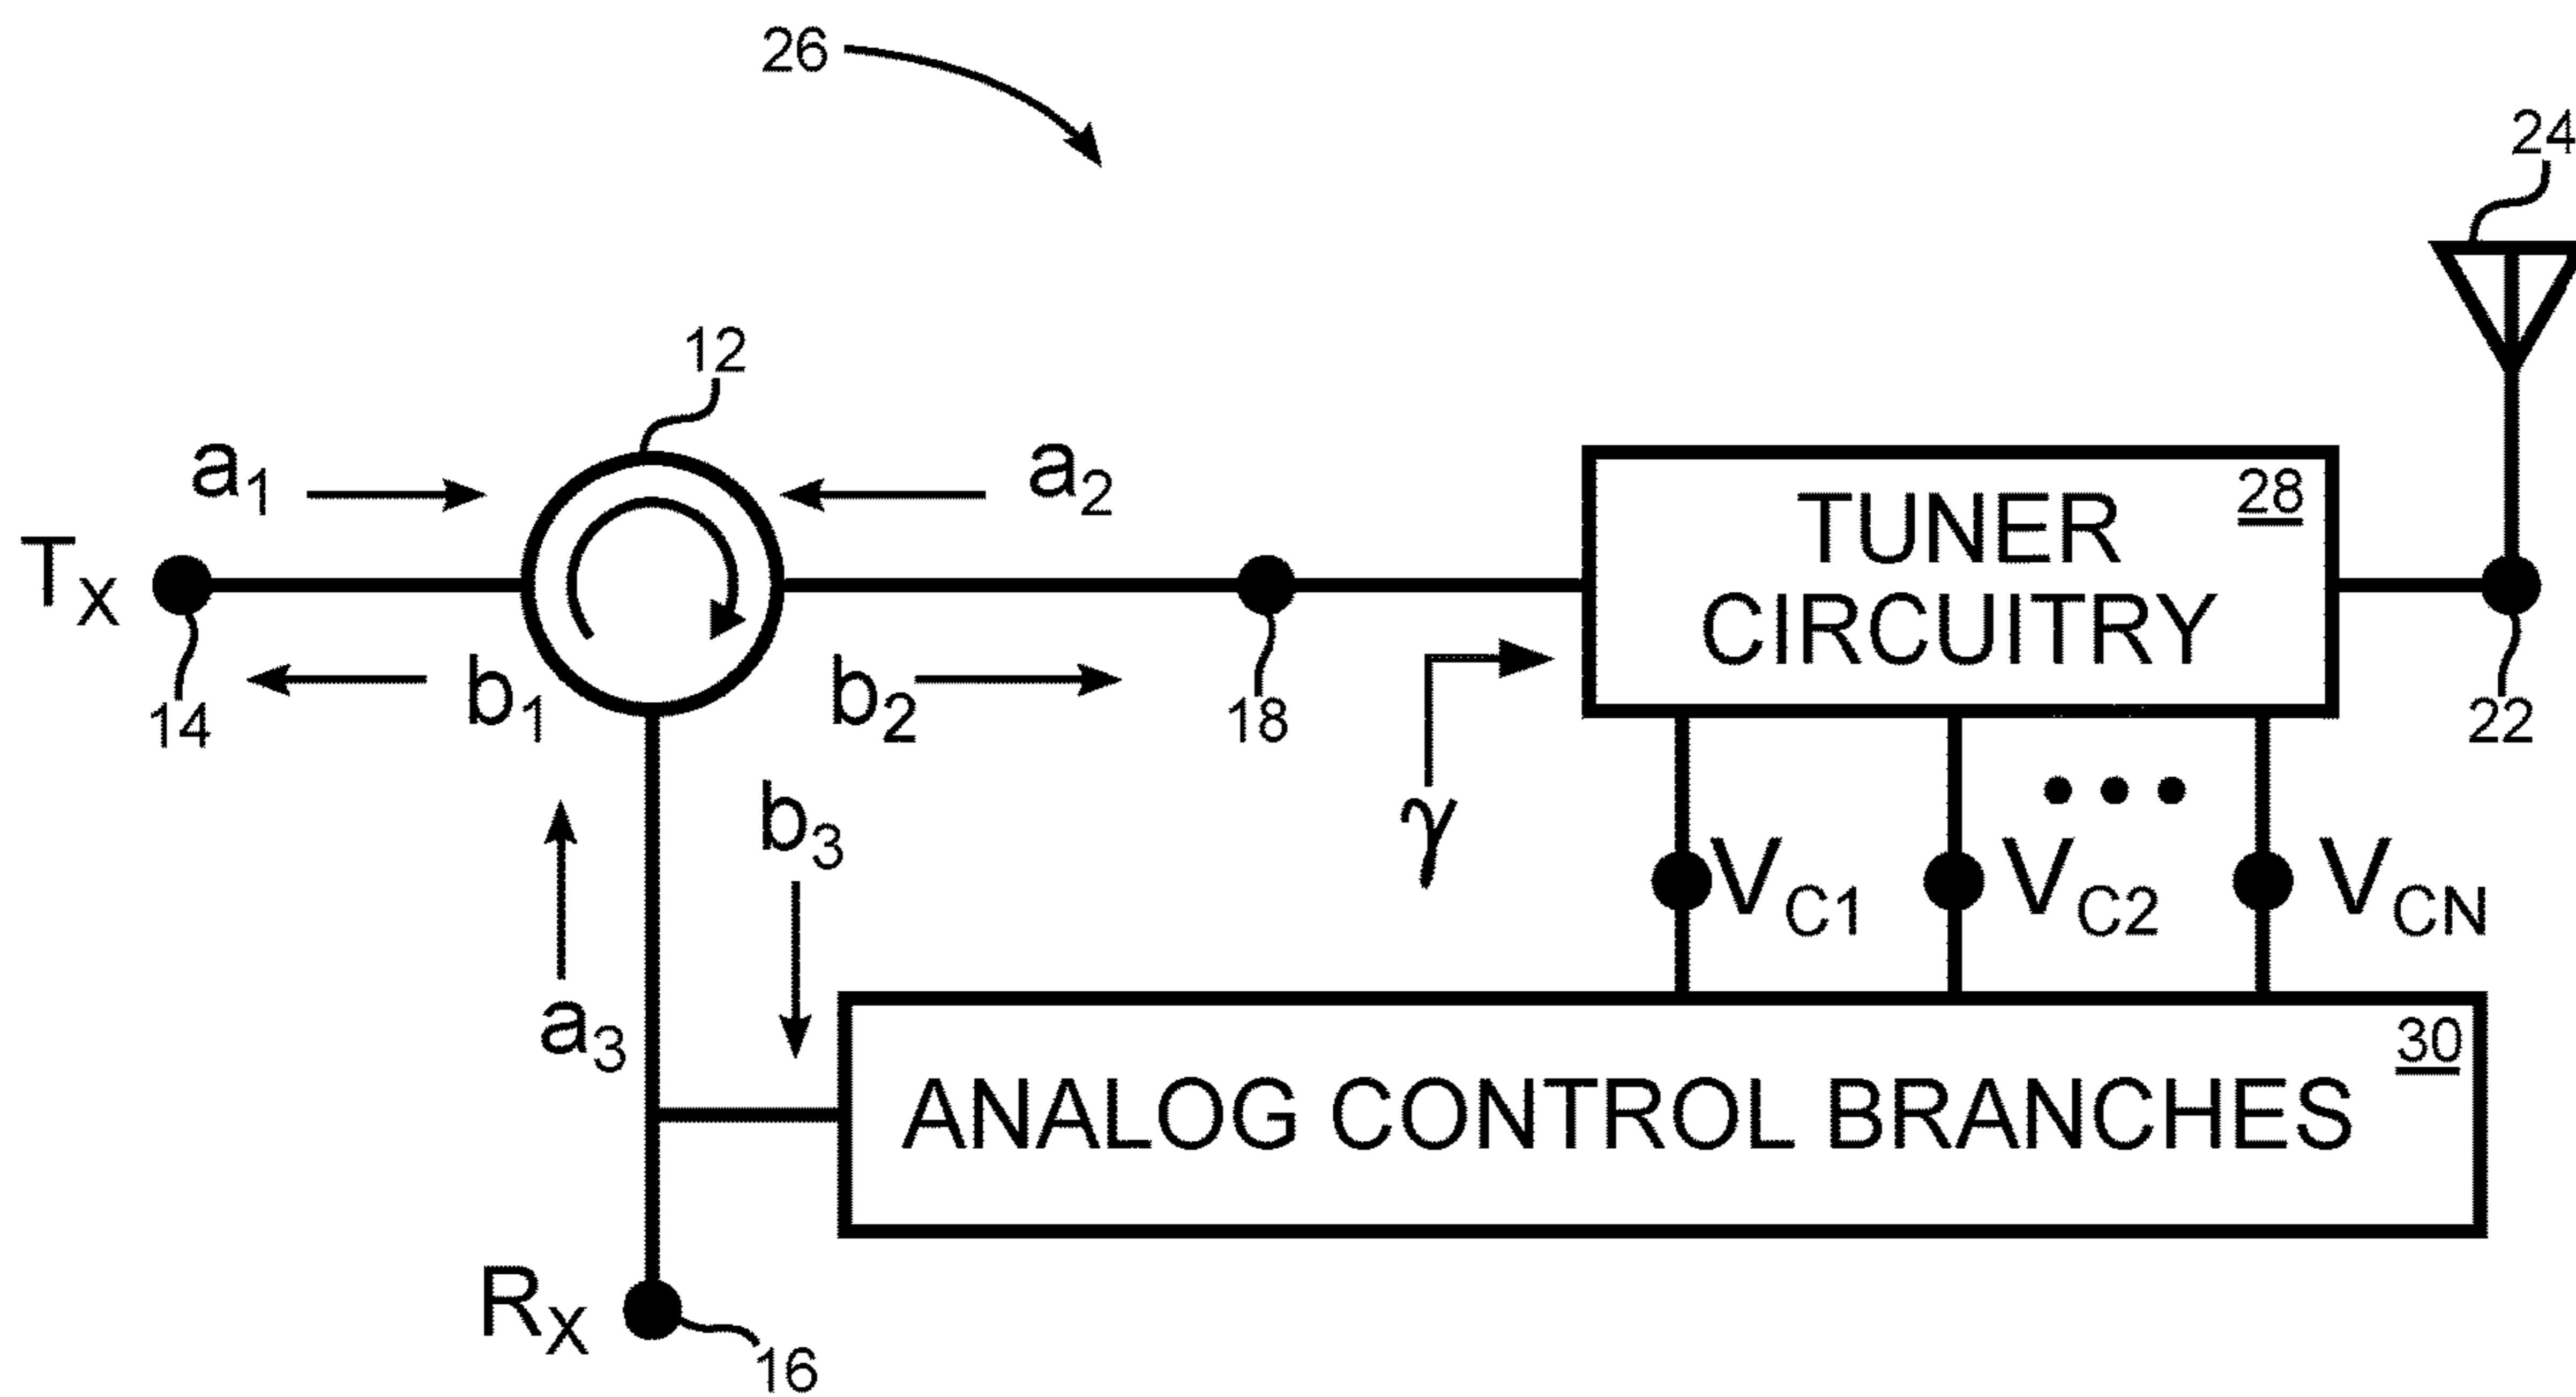 26
24
12
a1
a2
TX
14
b1
b2
18
TUNER
CIRCUITRY
28
22
γ
b3
a3
VC1
VC2
•••
VCN
ANALOG CONTROL BRANCHES
30
RX
16